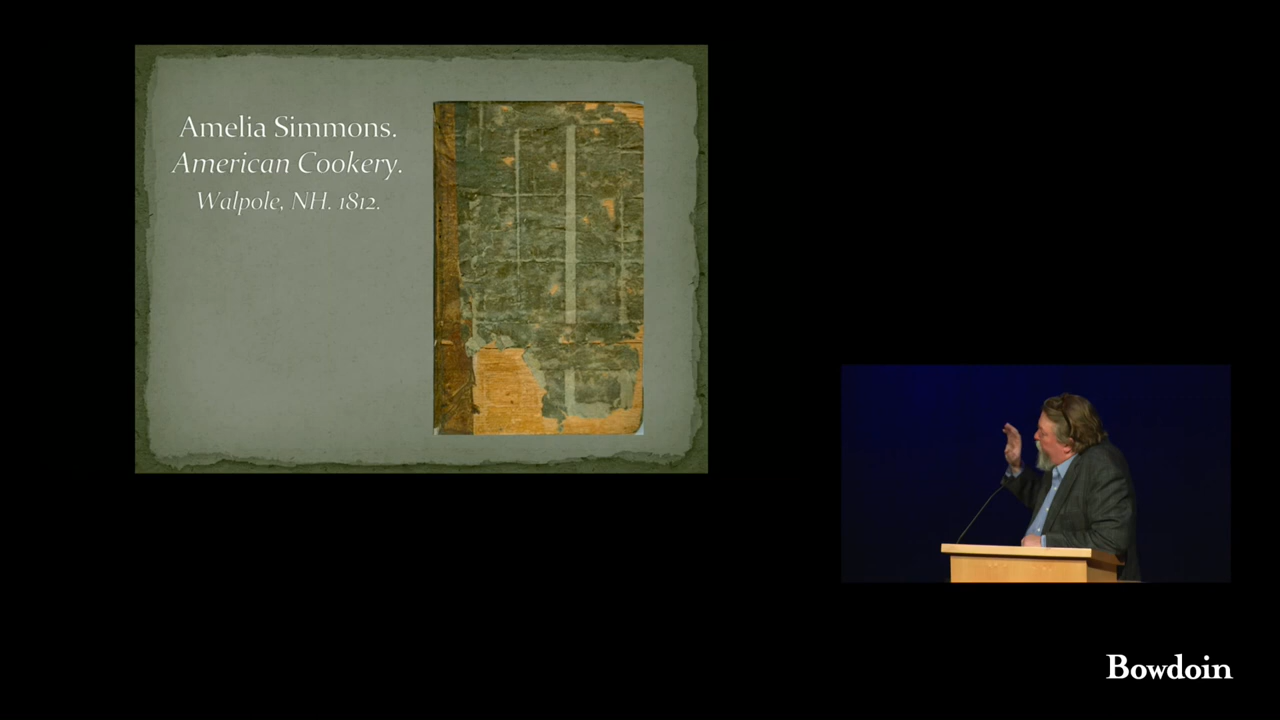 Amelia Simmons.
American Cookery.
Walpole, NH. 1812.
Bowdoin